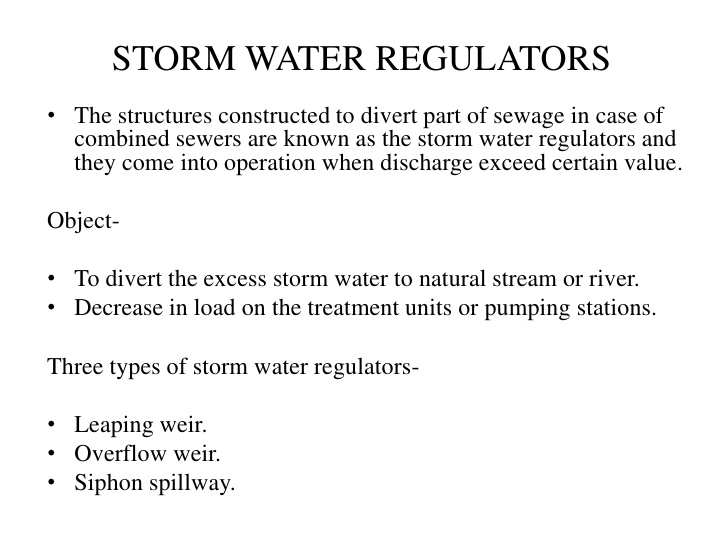 STORM WATER REGULATORS
• The structures constructed to divert part of sewage in case of
combined sewers are known as the storm water regulators and
they come into operation when discharge exceed certain value.
Object-
• To divert the excess storm water to natural stream or river.
• Decrease in load on the treatment units or pumping stations.
Three types of storm water regulators-
• Leaping weir.
• Overflow weir.
• Siphon spillway.